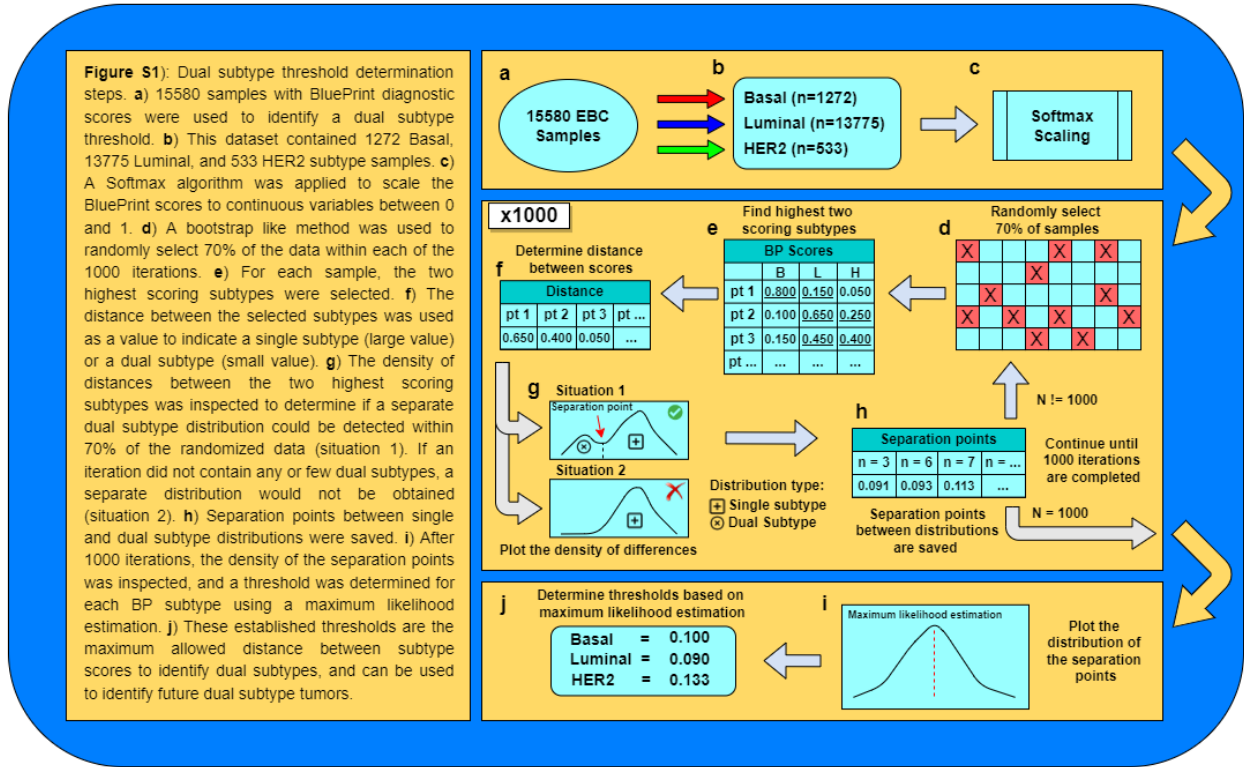 Figure S1): Dual subtype threshold determination
steps. a) 15580 samples with BluePrint diagnostic
scores were used to identify a dual subtype
threshold. b) This dataset contained 1272 Basal,
13775 Luminal, and 533 HER2 subtype samples. c)
A Softmax algorithm was applied to scale the
BluePrint scores to continuous variables between 0
and 1. d) A bootstrap like method was used to
randomly select 70% of the data within each of the
1000 iterations. e) For each sample, the two
highest scoring subtypes were selected. f) The
distance between the selected subtypes was used
as a value to indicate a single subtype (large value)
or a dual subtype (small value). g) The density of
distances between the two highest scoring
subtypes was inspected to determine if a separate
dual subtype distribution could be detected within
70% of the randomized data (situation 1). If an
iteration did not contain any or few dual subtypes, a
separate distribution would not be obtained
(situation 2). h) Separation points between single
and dual subtype distributions were saved. i) After
1000 iterations, the density of the separation points
was inspected, and a threshold was determined for
each BP subtype using a maximum likelihood
estimation. j) These established thresholds are the
maximum allowed distance between subtype
scores to identify dual subtypes, and can be used
to identify future dual subtype tumors.
a
15580 EBC
Samples
b
Basal (n=1272)
Luminal (n=13775)
HER2 (n=533)
c
Softmax
Scaling
x1000
d
Randomly select
70% of samples
X X X
X
X X
X X X X
X X
e
Find highest two
scoring subtypes
BP Scores
B L H
pt 1 0.800 0.150 0.050
pt 2 0.100 0.650 0.250
pt 3 0.150 0.450 0.400
pt ... ... ... ...
f
Determine distance
between scores
Distance
pt 1 pt 2 pt 3 pt ...
0.650 0.400 0.050 ...
g
Situation 1
Separation point
Situation 2
Plot the density of differences
Distribution type:
Single subtype
Dual Subtype
h
Separation points
n = 3 n = 6 n = 7 n = ...
0.091 0.093 0.113 ...
Separation points
between distributions
are saved
N != 1000
Continue until
1000 iterations
are completed
N = 1000
i
Maximum likelihood estimation
Plot the
distribution of
the separation
points
j
Determine thresholds based on
maximum likelihood estimation
Basal = 0.100
Luminal = 0.090
HER2 = 0.133